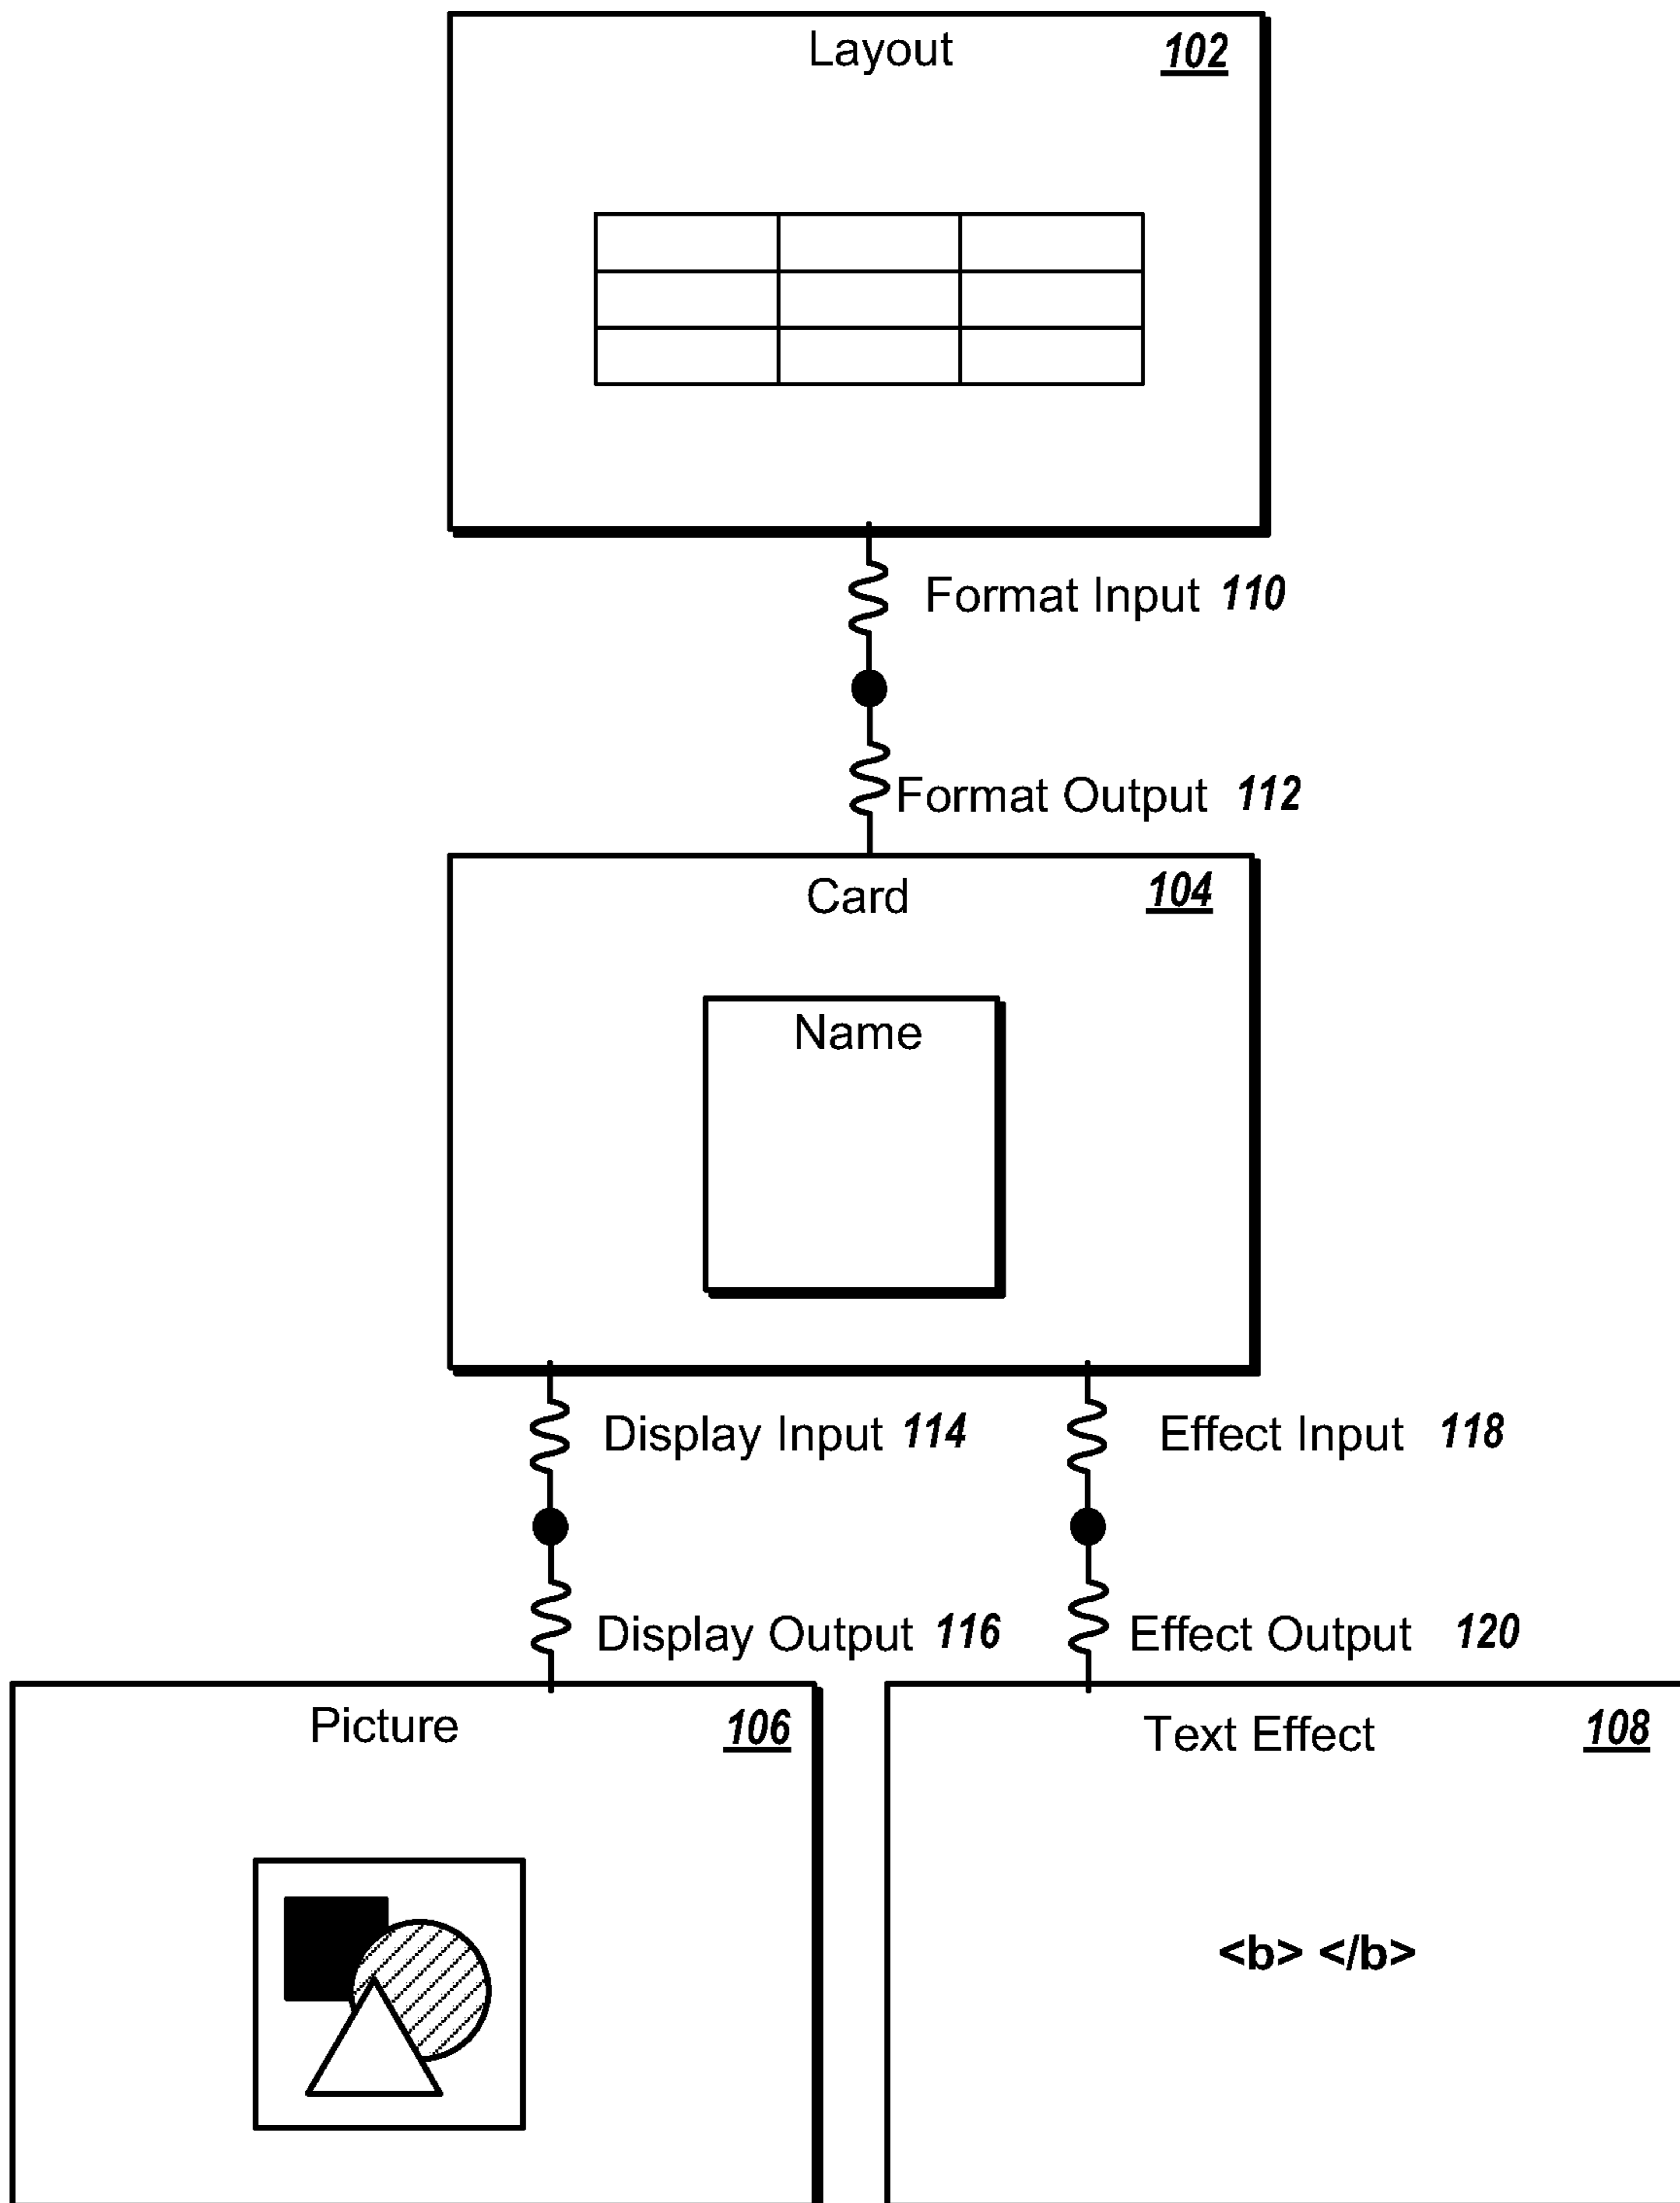 Layout 102
Format Input 110
Format Output 112
Card 104
Name
Display Input 114 Effect Input 118
Display Output 116 Effect Output 120
Picture 106 Text Effect 108
<b> </b>